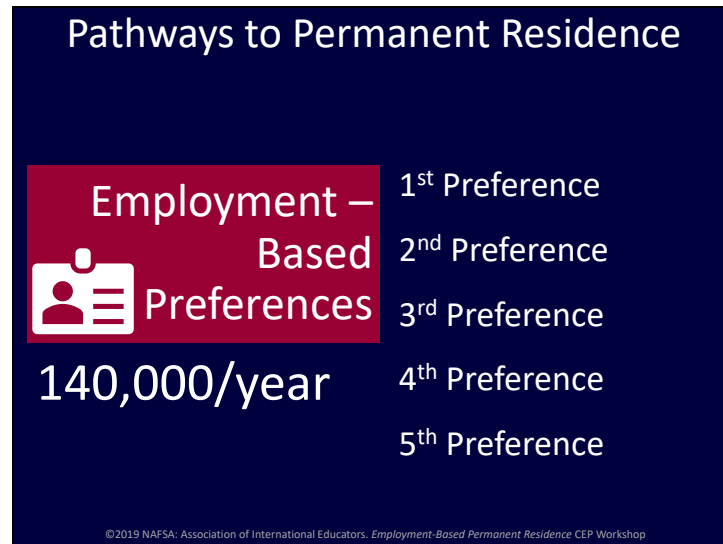 Pathways to Permanent Residence
Employment –
Based
Preferences
140,000/year
1st Preference
2nd Preference
3rd Preference
4th Preference
5th Preference
©2019 NAFSA: Association of International Educators. Employment-Based Permanent Residence CEP Workshop